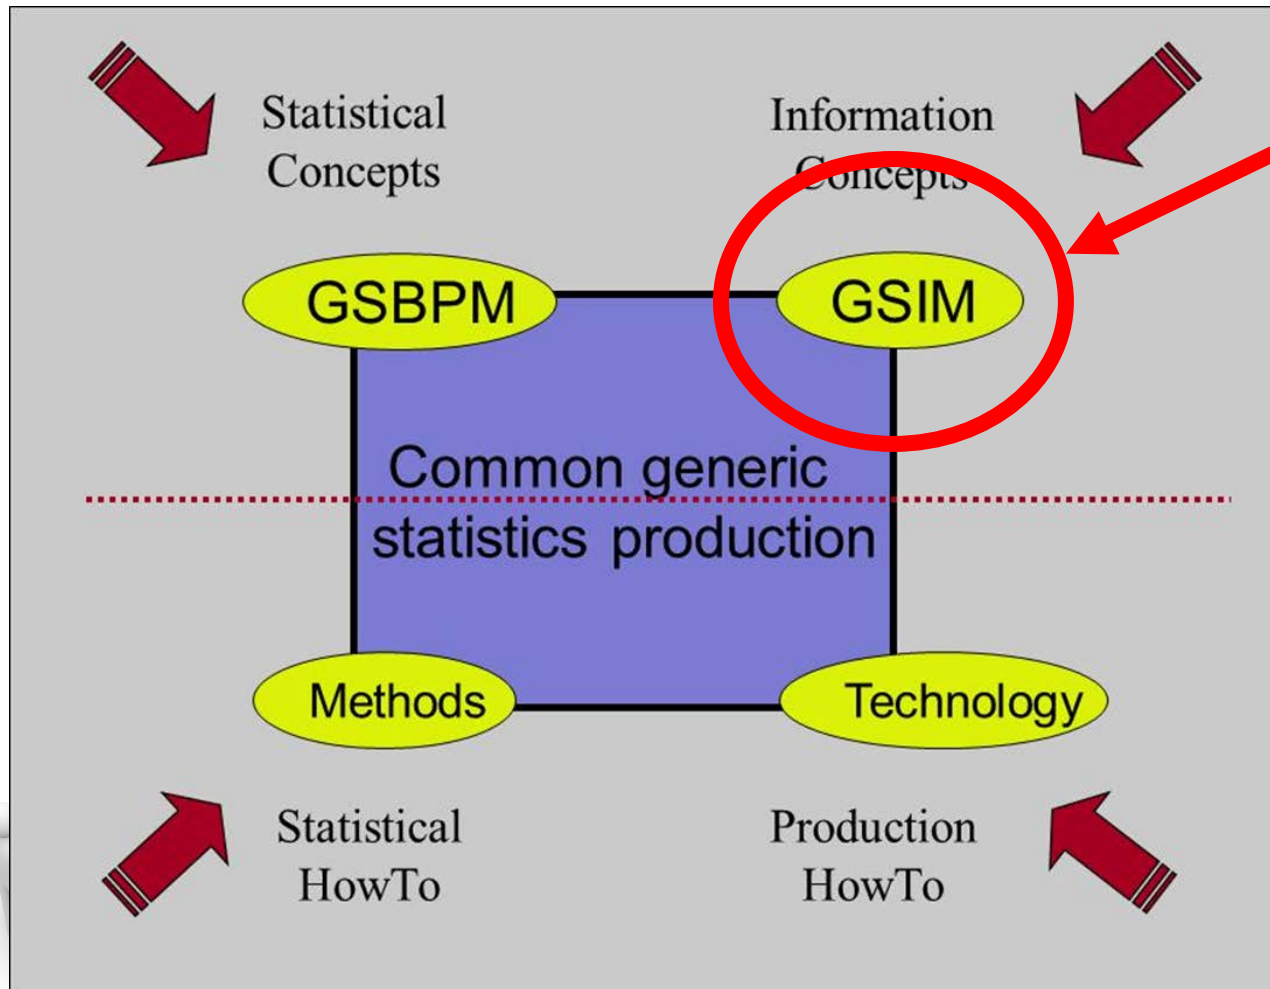 Statistical
Concepts
Information
Concepts
GSBPM
GSIM
Common generic
statistics production
Methods
Technology
Statistical
HowTo
Production
HowTo